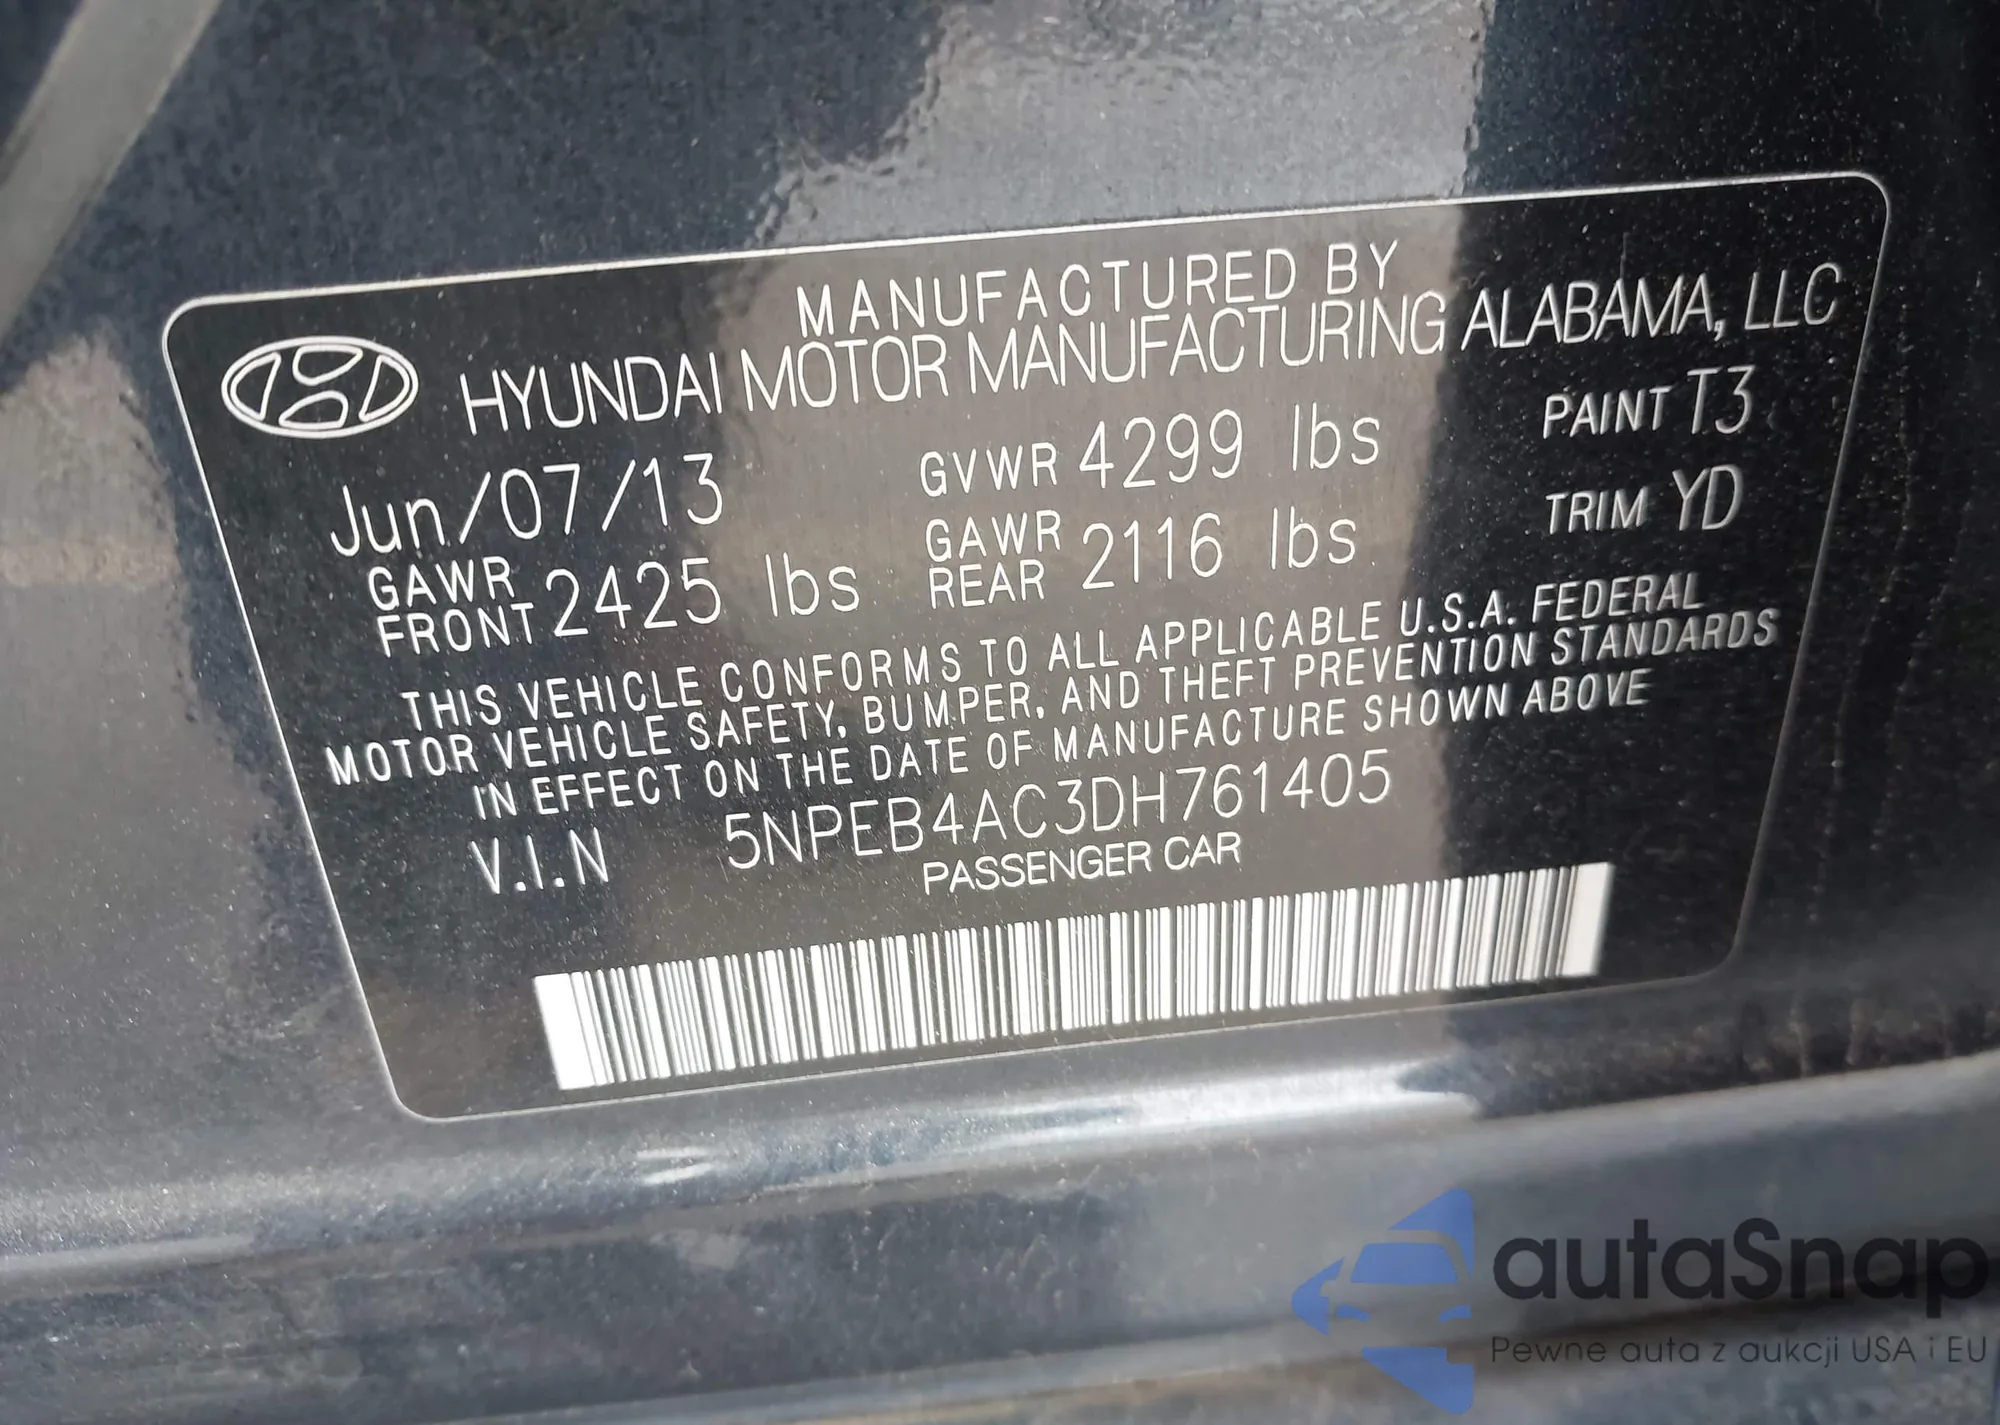 MANUFACTURED BY
HYUNDAI MOTOR MANUFACTURING ALABAMA, LLC
Jun/07/13 GVWR 4299 lbs PAINT T3
GAWR FRONT 2425 lbs GAWR REAR 2116 lbs TRIM YD
THIS VEHICLE CONFORMS TO ALL APPLICABLE U.S.A. FEDERAL
MOTOR VEHICLE SAFETY, BUMPER, AND THEFT PREVENTION STANDARDS
IN EFFECT ON THE DATE OF MANUFACTURE SHOWN ABOVE
V.I.N 5NPEB4AC3DH761405
PASSENGER CAR
autaSnap
Pewne auta z aukcji USA i EU